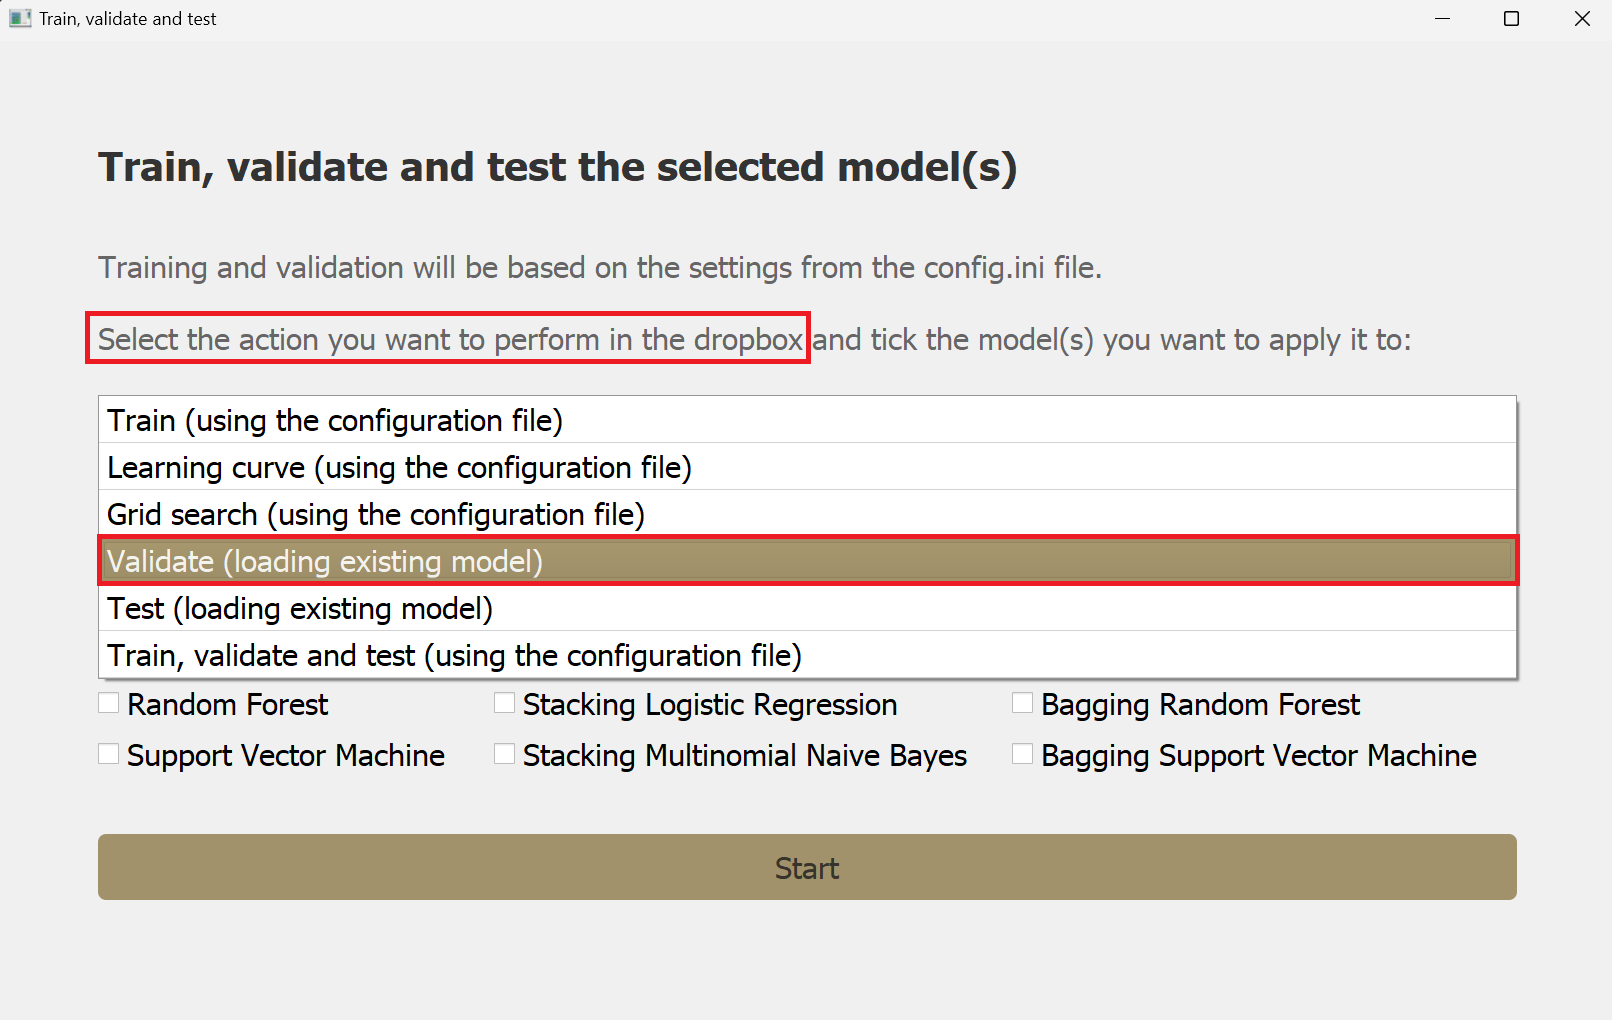 Train, validate and test
Train, validate and test the selected model(s)
Training and validation will be based on the settings from the config.ini file.
Select the action you want to perform in the dropbox and tick the model(s) you want to apply it to:
Train (using the configuration file)
Learning curve (using the configuration file)
Grid search (using the configuration file)
Validate (loading existing model)
Test (loading existing model)
Train, validate and test (using the configuration file)
Random Forest Stacking Logistic Regression Bagging Random Forest
Support Vector Machine Stacking Multinomial Naive Bayes Bagging Support Vector Machine
Start